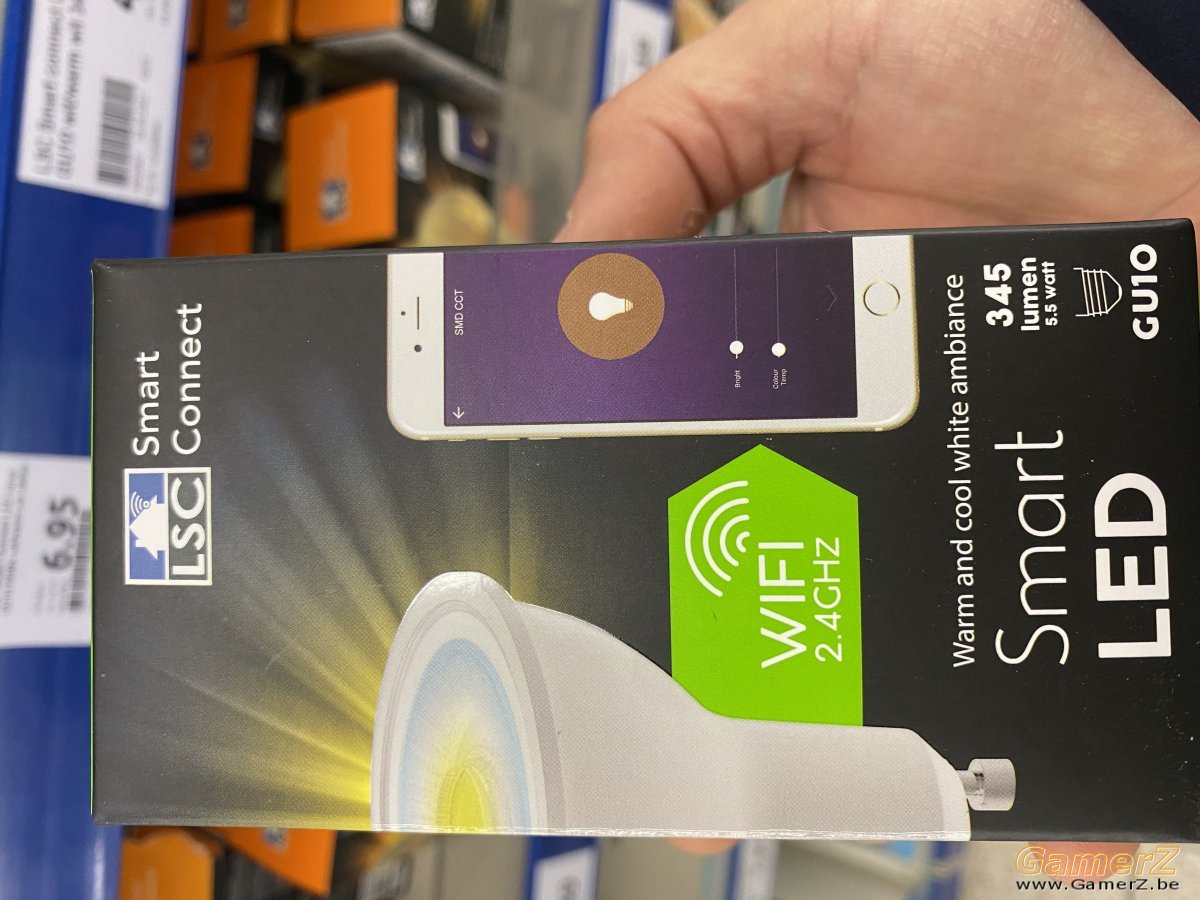 LSC
Smart
Connect
←
SMD CCT
Bright
Colour
Temp
WIFI
2.4GHZ
Warm and cool white ambiance
Smart
LED
345
lumen
5.5 watt
GU10
6.95
GamerZ
www.GamerZ.be